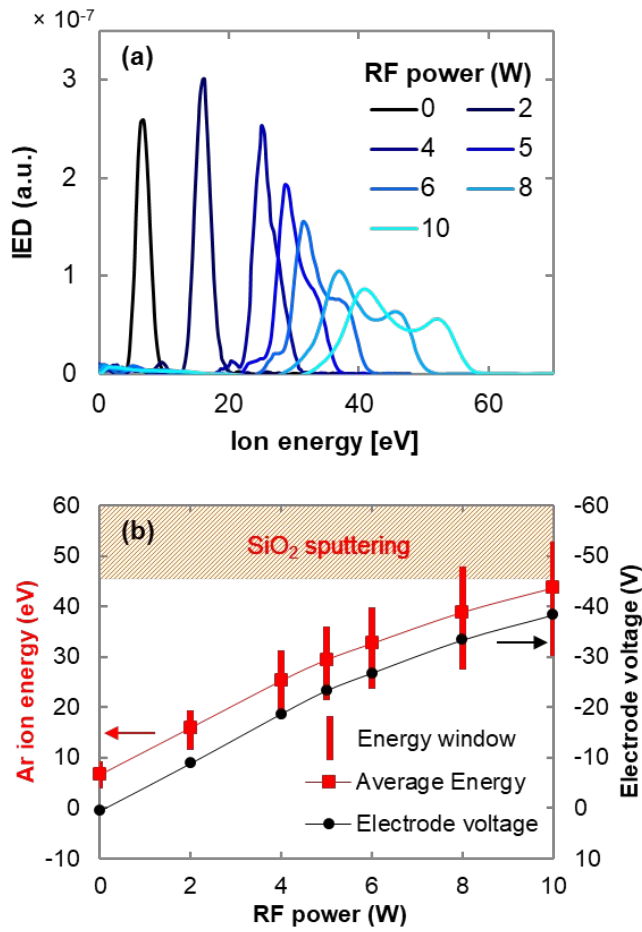 × 10⁻⁷
(a)
RF power (W)
0 2
4 5
6 8
10
3
2
1
0
IED (a.u.)
0 20 40 60
Ion energy [eV]
(b)
SiO₂ sputtering
60
50
40
30
20
10
0
-10
Ar ion energy (eV)
-60
-50
-40
-30
-20
-10
0
10
Electrode voltage (V)
Energy window
Average Energy
Electrode voltage
0 2 4 6 8 10
RF power (W)